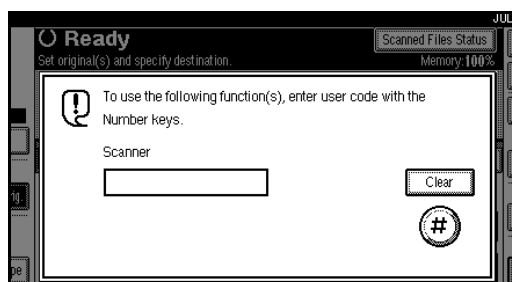 JUL
Ready
Scanned Files Status
Set original(s) and specify destination.
Memory:100%
To use the following function(s), enter user code with the
Number keys.
Scanner
Clear
#